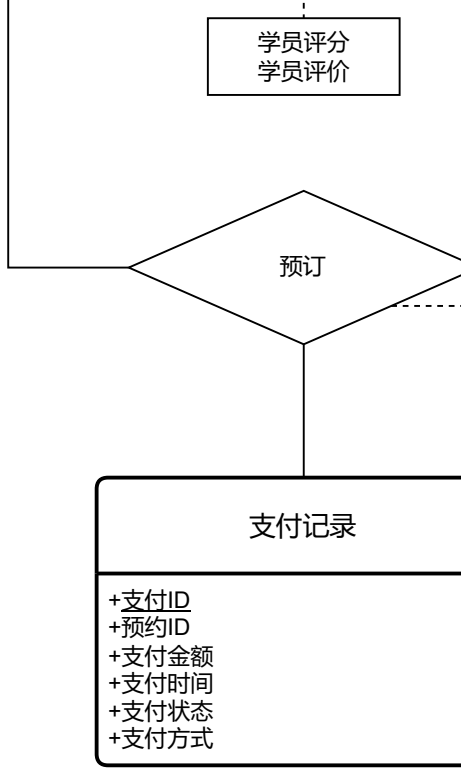 学员评分
学员评价
预订
支付记录
+支付ID
+预约ID
+支付金额
+支付时间
+支付状态
+支付方式